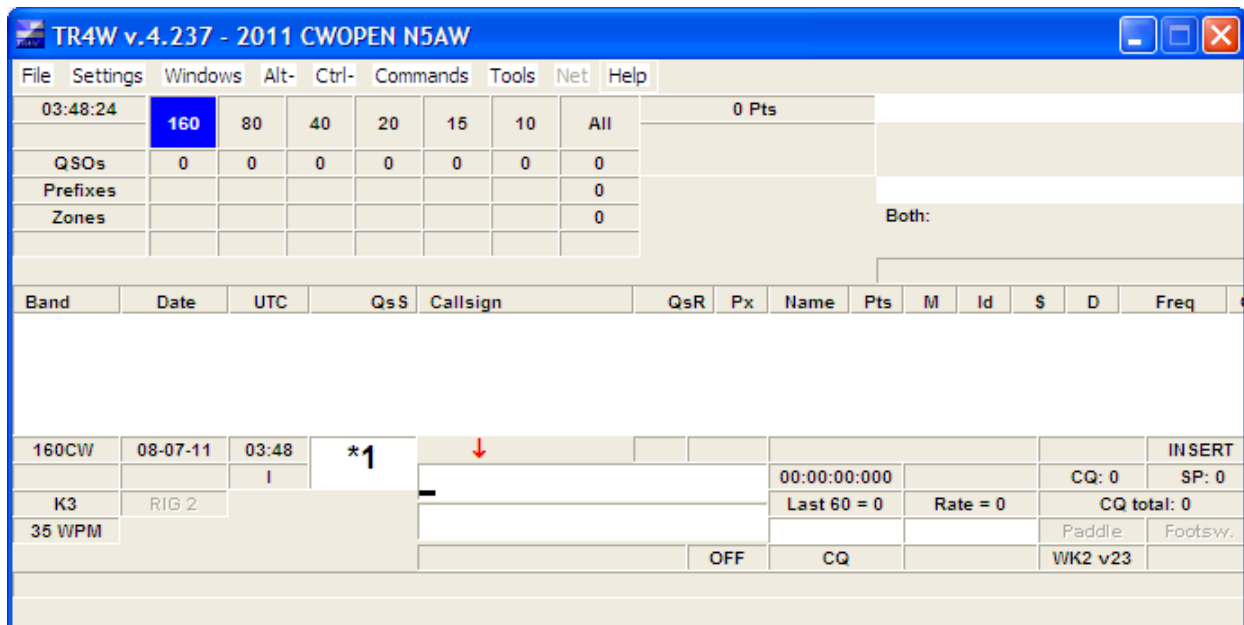 TR4W v.4.237 - 2011 CWOPEN N5AW
File Settings Windows Alt- Ctrl- Commands Tools Net Help
03:48:24 160 80 40 20 15 10 All 0 Pts
QSOs 0 0 0 0 0 0 0
Prefixes 0
Zones 0 Both:
Band Date UTC QsS Callsign QsR Px Name Pts M Id S D Freq
160CW 08-07-11 03:48 *1 ↓ INSERT
I 00:00:00:000 CQ: 0 SP: 0
K3 RIG 2 Last 60 = 0 Rate = 0 CQ total: 0
35 WPM Paddle Footsw.
OFF CQ WK2 v23